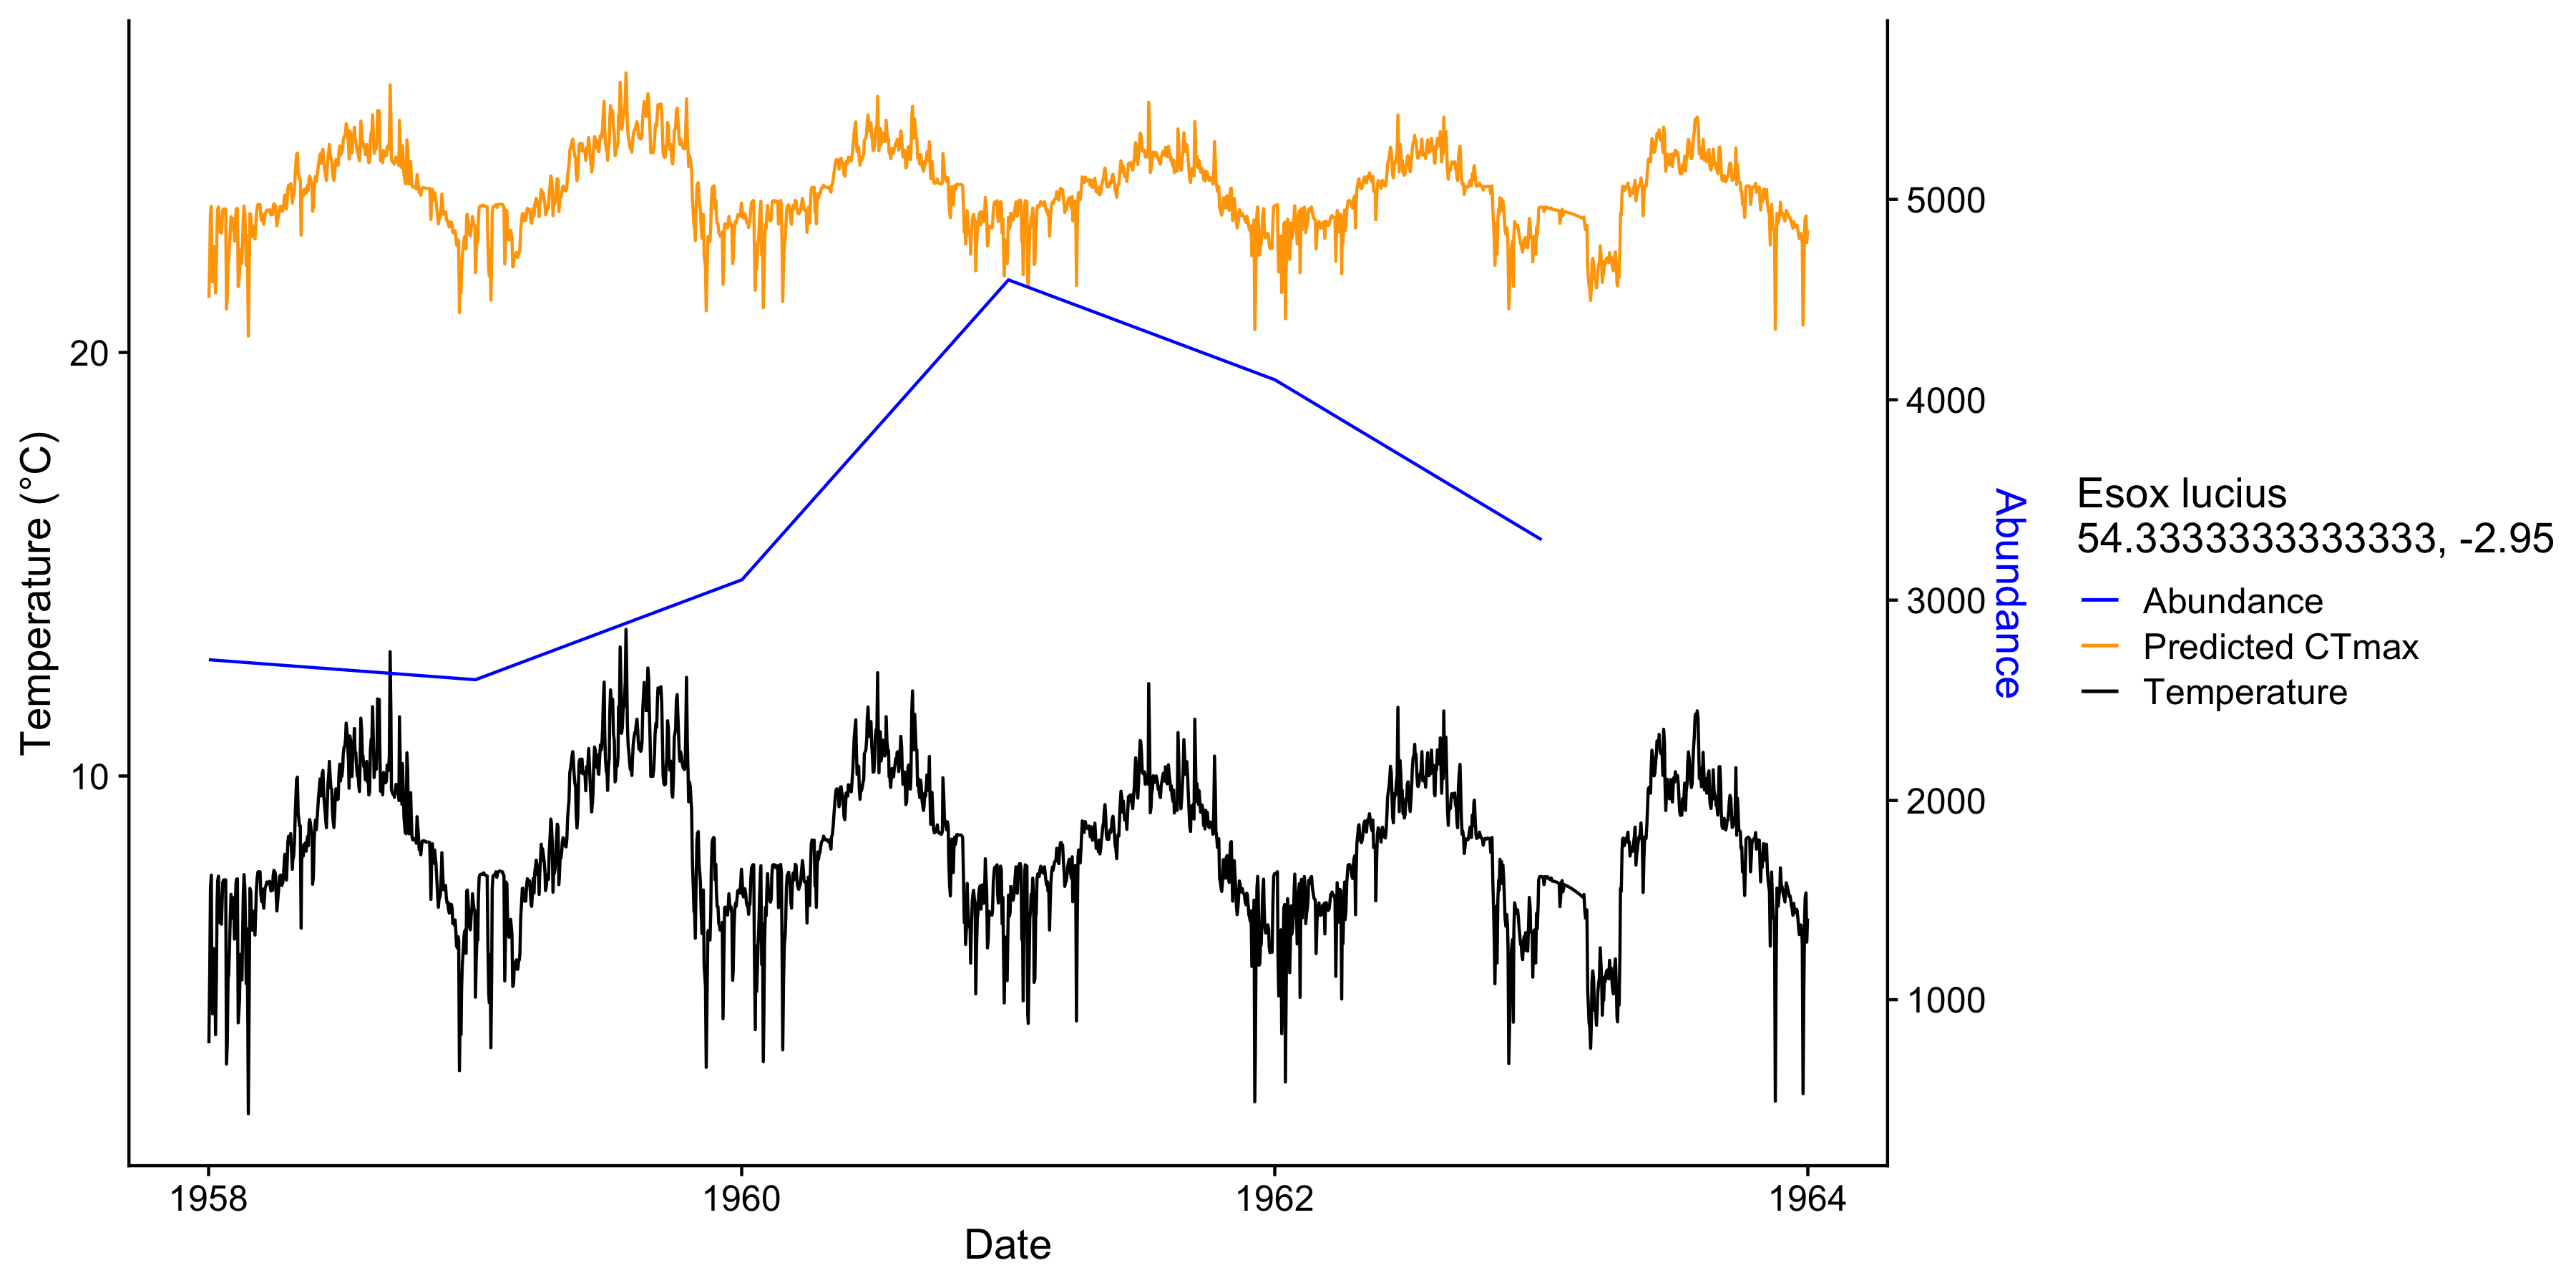 Temperature (°C)
20
10
1958
1960
1962
1964
Date
5000
4000
3000
2000
1000
Abundance
Esox lucius
54.3333333333333, -2.95
Abundance
Predicted CTmax
Temperature